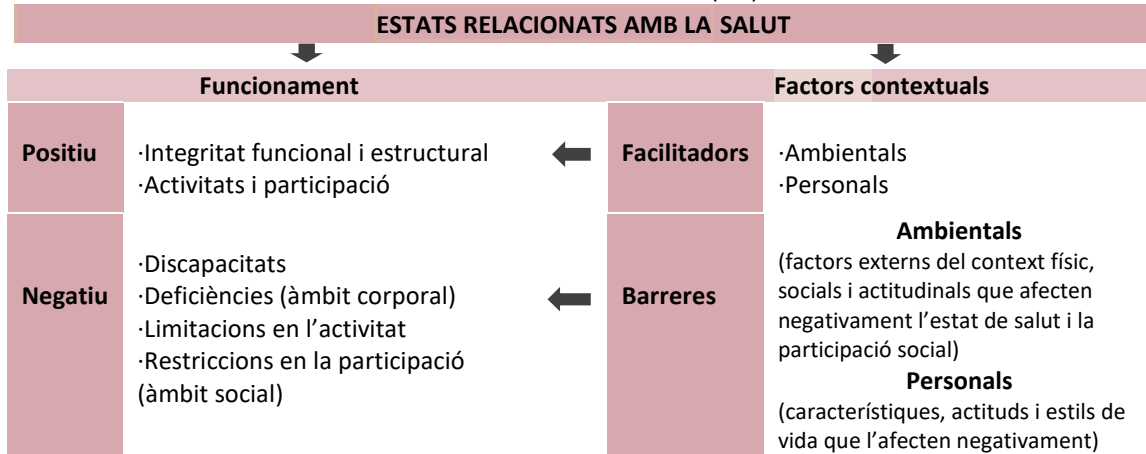 ESTATS RELACIONATS AMB LA SALUT
Funcionament
Factors contextuals
Positiu
·Integritat funcional i estructural
·Activitats i participació
Facilitadors
·Ambientals
·Personals
Negatiu
·Discapacitats
·Deficiències (àmbit corporal)
·Limitacions en l’activitat
·Restriccions en la participació
(àmbit social)
Barreres
Ambientals
(factors externs del context físic,
socials i actitudinals que afecten
negativament l’estat de salut i la
participació social)
Personals
(característiques, actituds i estils de
vida que l’afecten negativament)